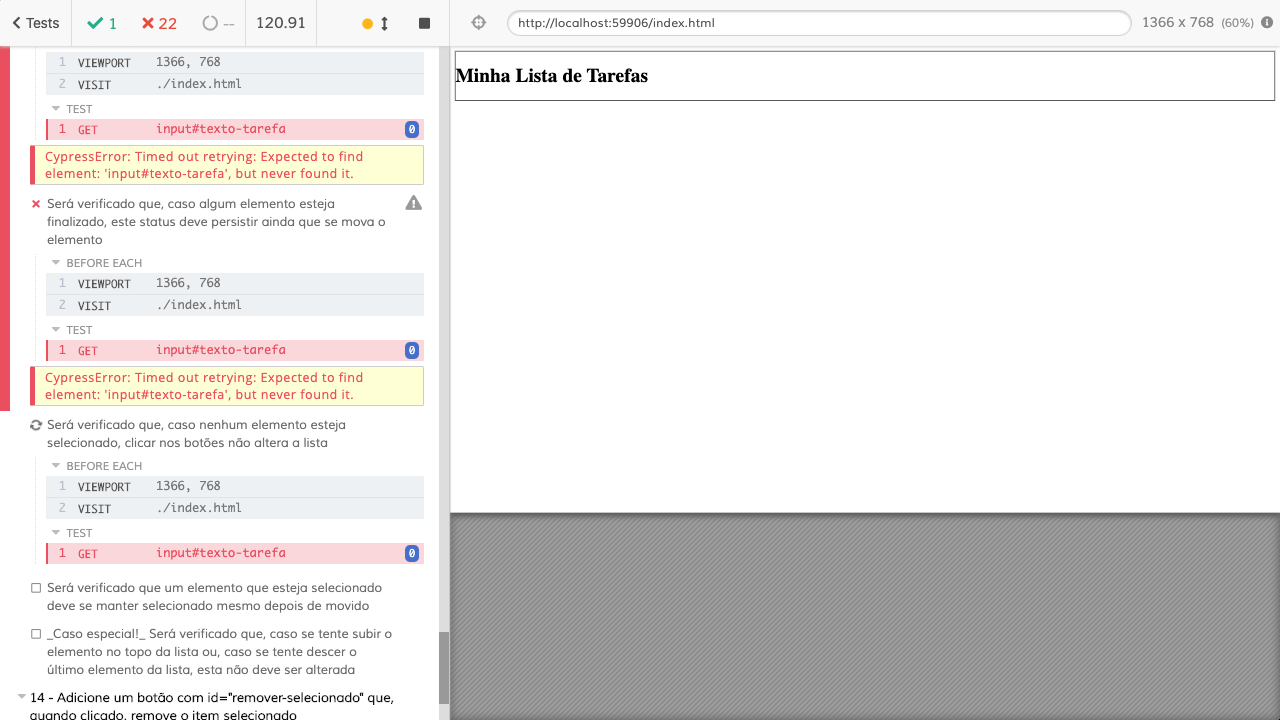 Tests 1 22 -- 120.91 http://localhost:59906/index.html 1366 x 768 (60%)
1 VIEWPORT 1366, 768
2 VISIT ./index.html
TEST
1 GET input#texto-tarefa 0
CypressError: Timed out retrying: Expected to find
element: 'input#texto-tarefa', but never found it.
Será verificado que, caso algum elemento esteja
finalizado, este status deve persistir ainda que se mova o
elemento
BEFORE EACH
1 VIEWPORT 1366, 768
2 VISIT ./index.html
TEST
1 GET input#texto-tarefa 0
CypressError: Timed out retrying: Expected to find
element: 'input#texto-tarefa', but never found it.
Será verificado que, caso nenhum elemento esteja
selecionado, clicar nos botões não altera a lista
BEFORE EACH
1 VIEWPORT 1366, 768
2 VISIT ./index.html
TEST
1 GET input#texto-tarefa 0
Será verificado que um elemento que esteja selecionado
deve se manter selecionado mesmo depois de movido
_Caso especial!_ Será verificado que, caso se tente subir o
elemento no topo da lista ou, caso se tente descer o
último elemento da lista, esta não deve ser alterada
14 - Adicione um botão com id="remover-selecionado" que,
quando clicado, remove o item selecionado
Minha Lista de Tarefas